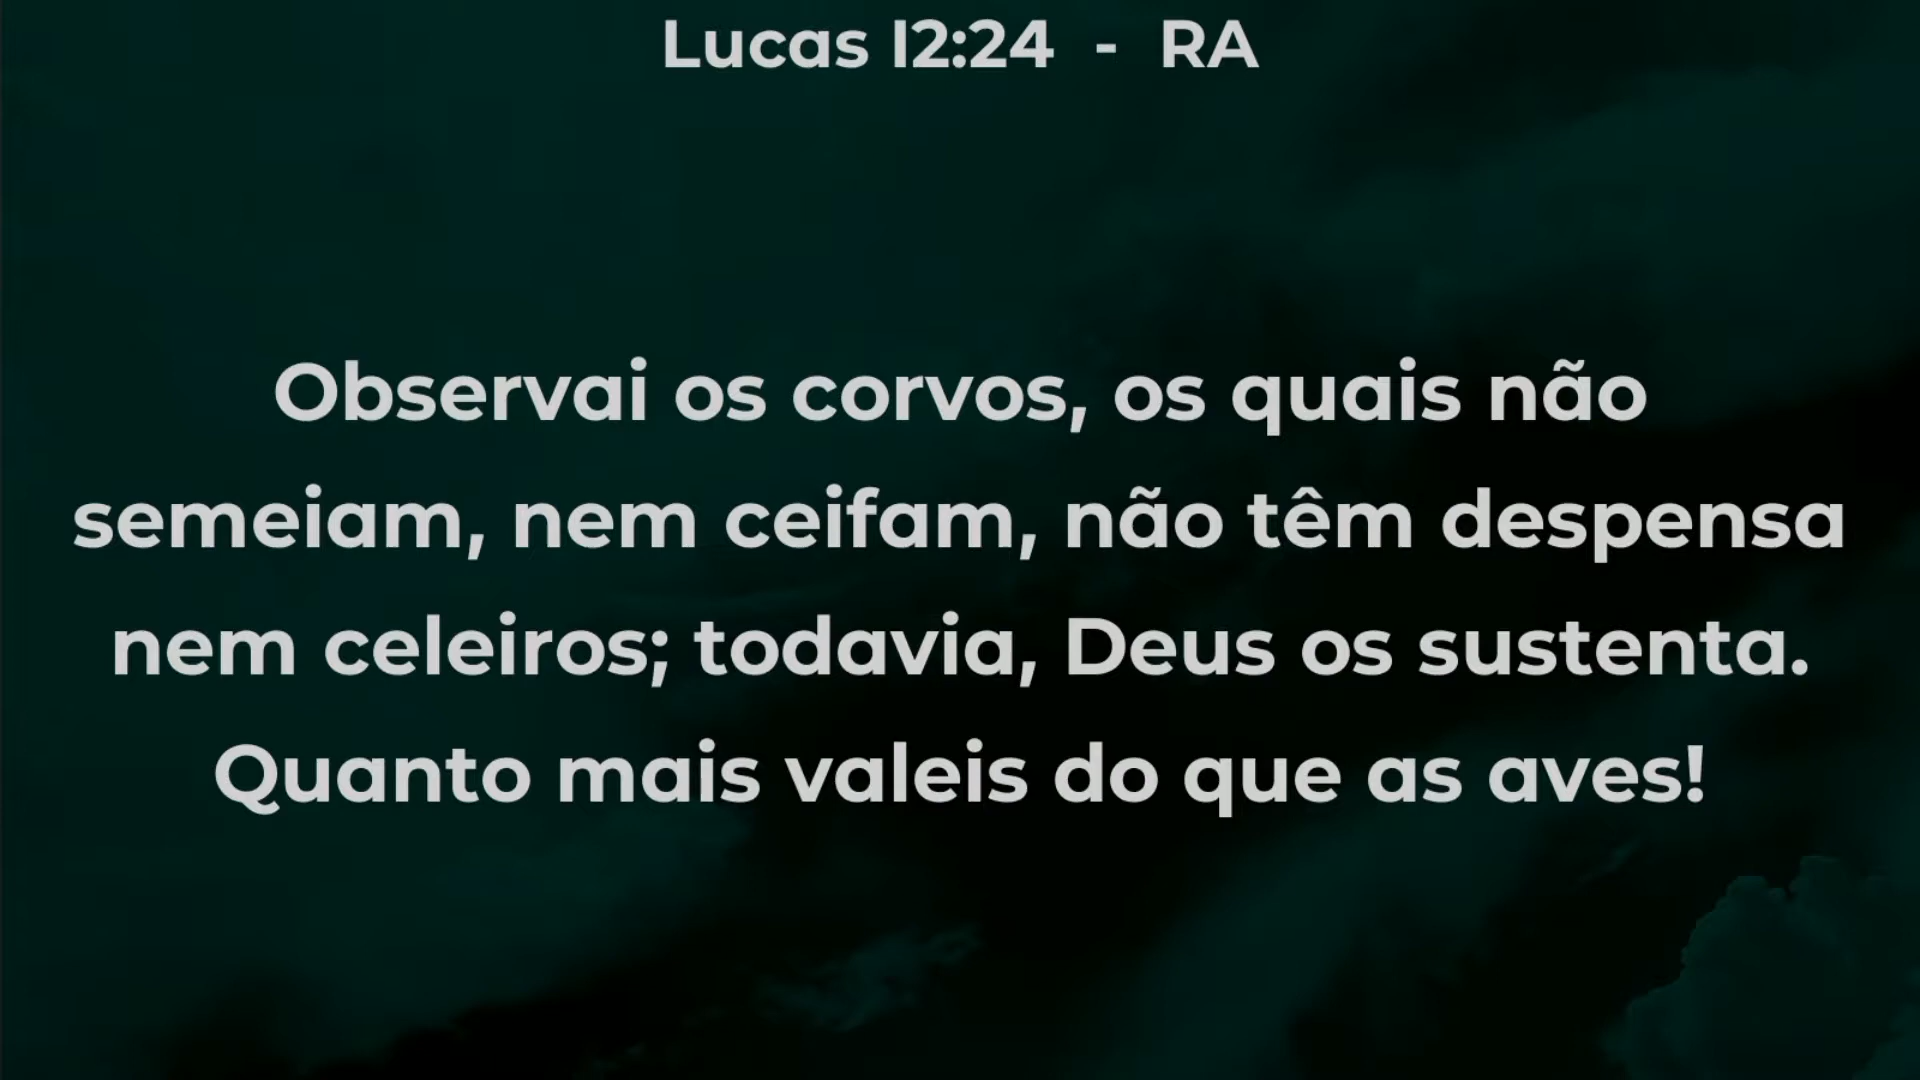 Lucas 12:24 - RA
Observai os corvos, os quais não
semeiam, nem ceifam, não têm despensa
nem celeiros; todavia, Deus os sustenta.
Quanto mais valeis do que as aves!